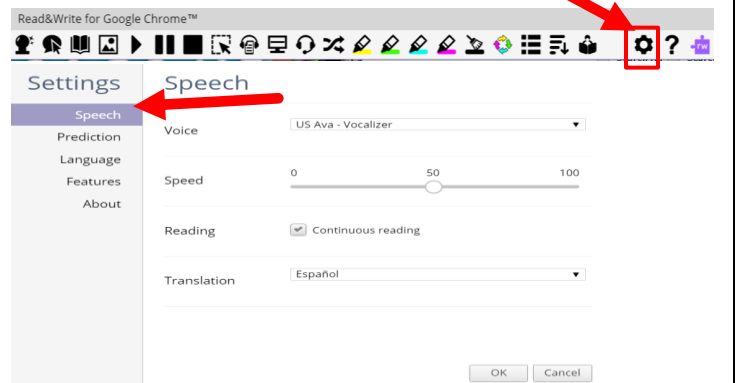 Read&Write for Google Chrome™
?
rw
Settings
Speech
Prediction
Language
Features
About
Speech
Voice
US Ava - Vocalizer
Speed
0 50 100
Reading
Continuous reading
Translation
Español
OK Cancel